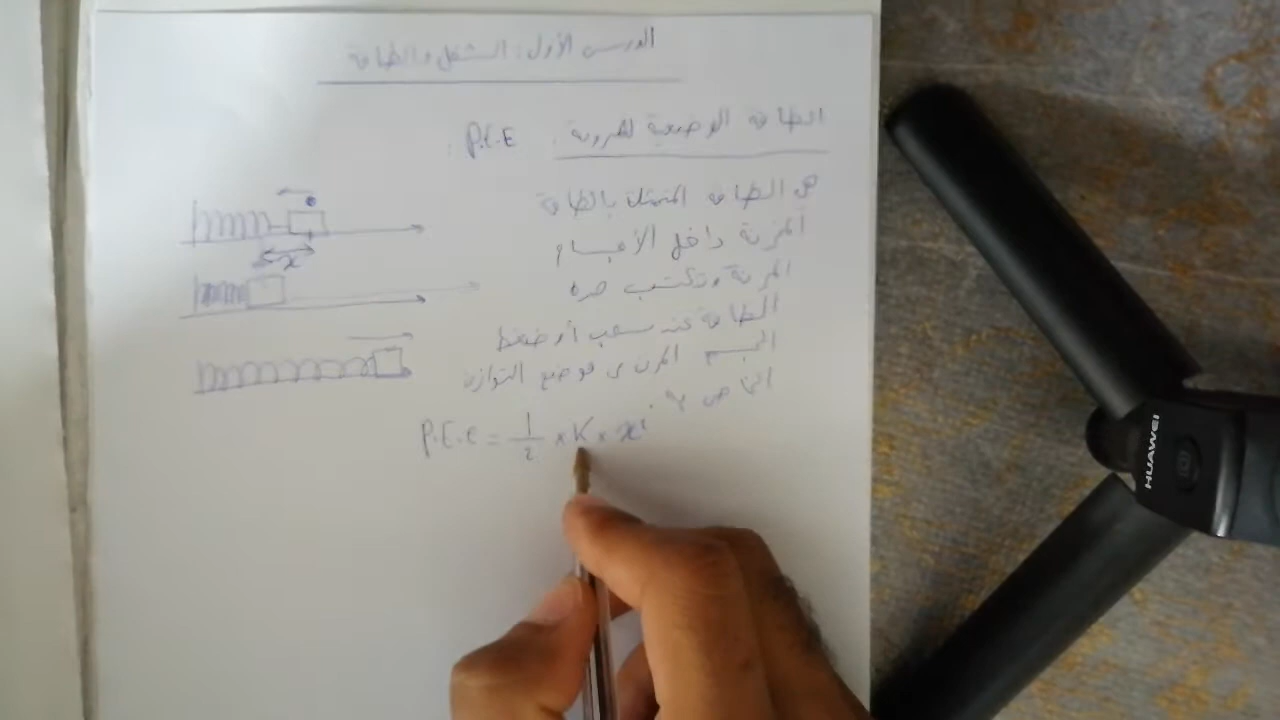 الدرس الأول: الشغل والطاقة
الطاقة الوضعية المرونية: P.E.E
هي الطاقة المتمثلة بالطاقة
المخزنة داخل الأجسام
المرنة وتكتسب هذه
الطاقة عند سحب أو ضغط
الجسم المرن عن موضع التوازن
الخاص به
P.E.e = 1/2 × K × x²
x
HUAWEI